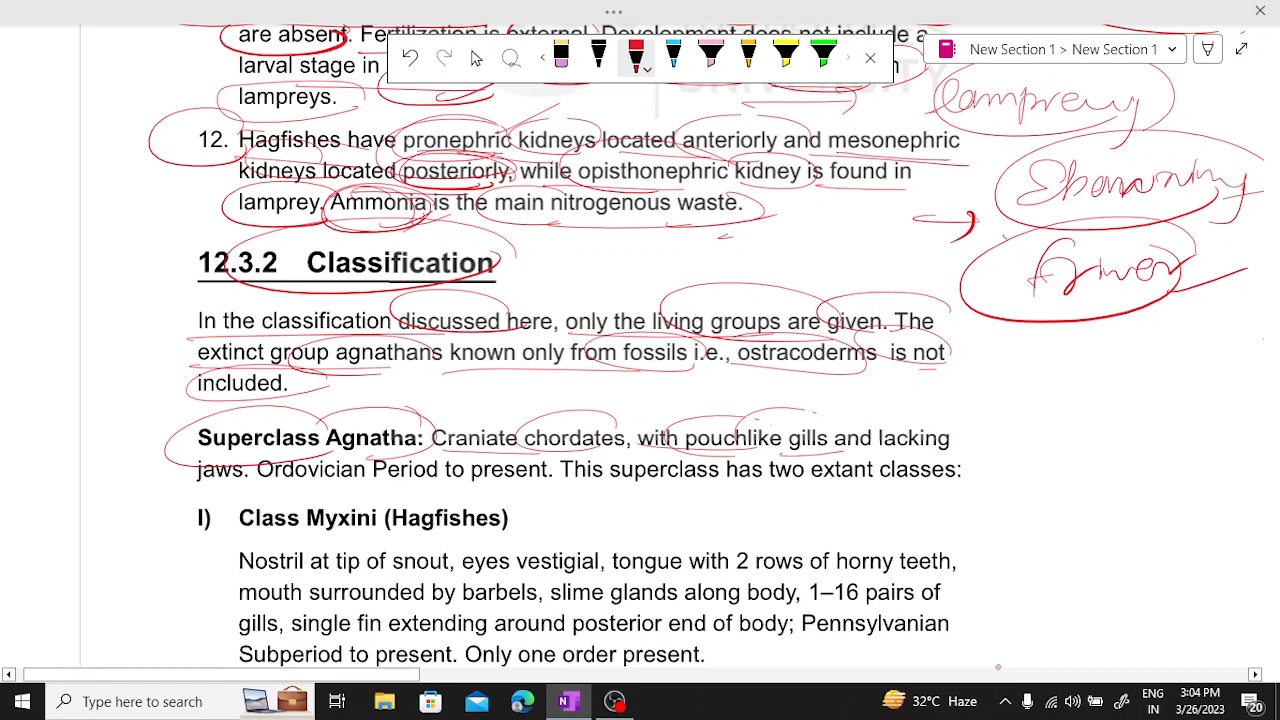 are absent. Fertilization is external. Development does not include a
larval stage in
lampreys.
New Section 1 > New Section 1
lamprey
12. Hagfishes have pronephric kidneys located anteriorly and mesonephric
kidneys located posteriorly, while opisthonephric kidney is found in
lamprey. Ammonia is the main nitrogenous waste.
UNIVERSITY
12.3.2 Classification
In the classification discussed here, only the living groups are given. The
extinct group agnathans known only from fossils i.e., ostracoderms is not
included.
Superclass Agnatha: Craniate chordates, with pouchlike gills and lacking
jaws. Ordovician Period to present. This superclass has two extant classes:
I) Class Myxini (Hagfishes)
Nostril at tip of snout, eyes vestigial, tongue with 2 rows of horny teeth,
mouth surrounded by barbels, slime glands along body, 1–16 pairs of
gills, single fin extending around posterior end of body; Pennsylvanian
Subperiod to present. Only one order present.
Type here to search
32°C Haze
ENG
IN
3:04 PM
3/26/2023
20